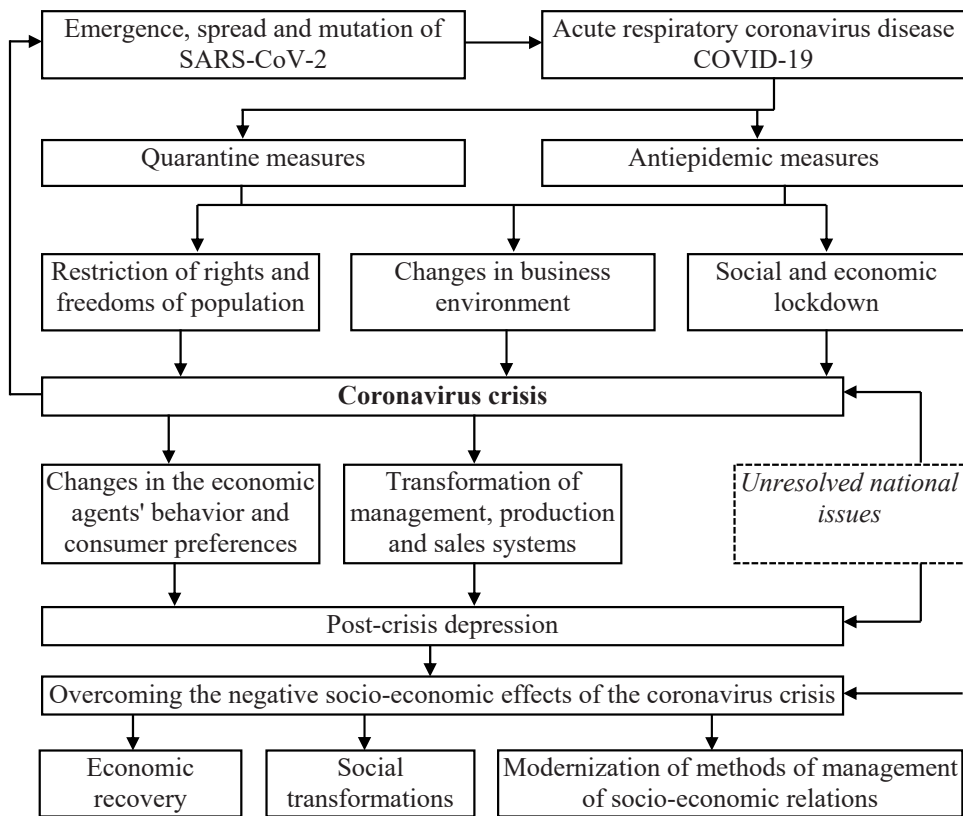 Emergence, spread and mutation of
SARS-CoV-2
Acute respiratory coronavirus disease
COVID-19
Quarantine measures
Antiepidemic measures
Restriction of rights and
freedoms of population
Changes in business
environment
Social and economic
lockdown
Coronavirus crisis
Changes in the economic
agents' behavior and
consumer preferences
Transformation of
management, production
and sales systems
Unresolved national
issues
Post-crisis depression
Overcoming the negative socio-economic effects of the coronavirus crisis
Economic
recovery
Social
transformations
Modernization of methods of management
of socio-economic relations